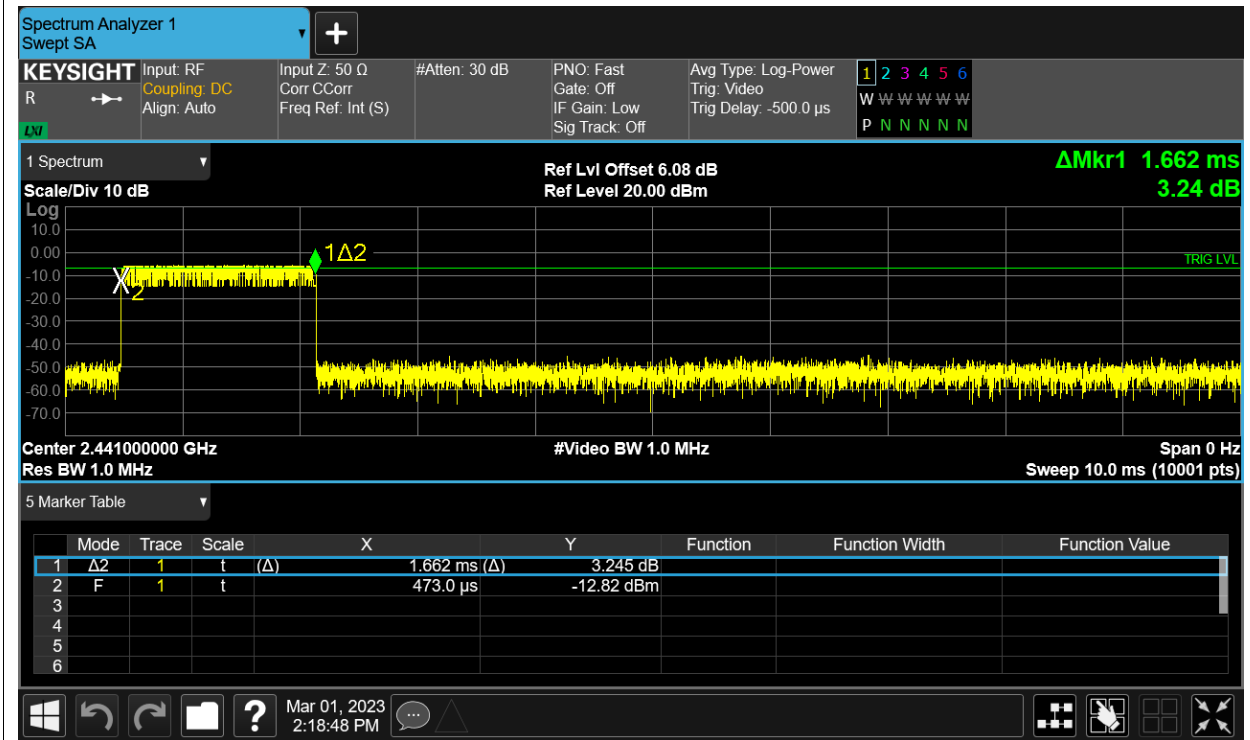 Spectrum Analyzer 1
Swept SA
+
KEYSIGHT Input: RF Input Z: 50 Ω #Atten: 30 dB PNO: Fast Avg Type: Log-Power 1 2 3 4 5 6
R Coupling: DC Corr CCorr Gate: Off Trig: Video W W W W W W
Align: Auto Freq Ref: Int (S) IF Gain: Low Trig Delay: -500.0 µs
LXI Sig Track: Off P N N N N N
1 Spectrum Ref Lvl Offset 6.08 dB ΔMkr1 1.662 ms
Scale/Div 10 dB Ref Level 20.00 dBm 3.24 dB
Log
10.0
0.00 1Δ2
TRIG LVL
-10.0
2
-20.0
-30.0
-40.0
-50.0
-60.0
-70.0
Center 2.441000000 GHz #Video BW 1.0 MHz Span 0 Hz
Res BW 1.0 MHz Sweep 10.0 ms (10001 pts)
5 Marker Table
Mode Trace Scale X Y Function Function Width Function Value
1 Δ2 1 t (Δ) 1.662 ms (Δ) 3.245 dB
2 F 1 t 473.0 µs -12.82 dBm
3
4
5
6
? Mar 01, 2023
2:18:48 PM